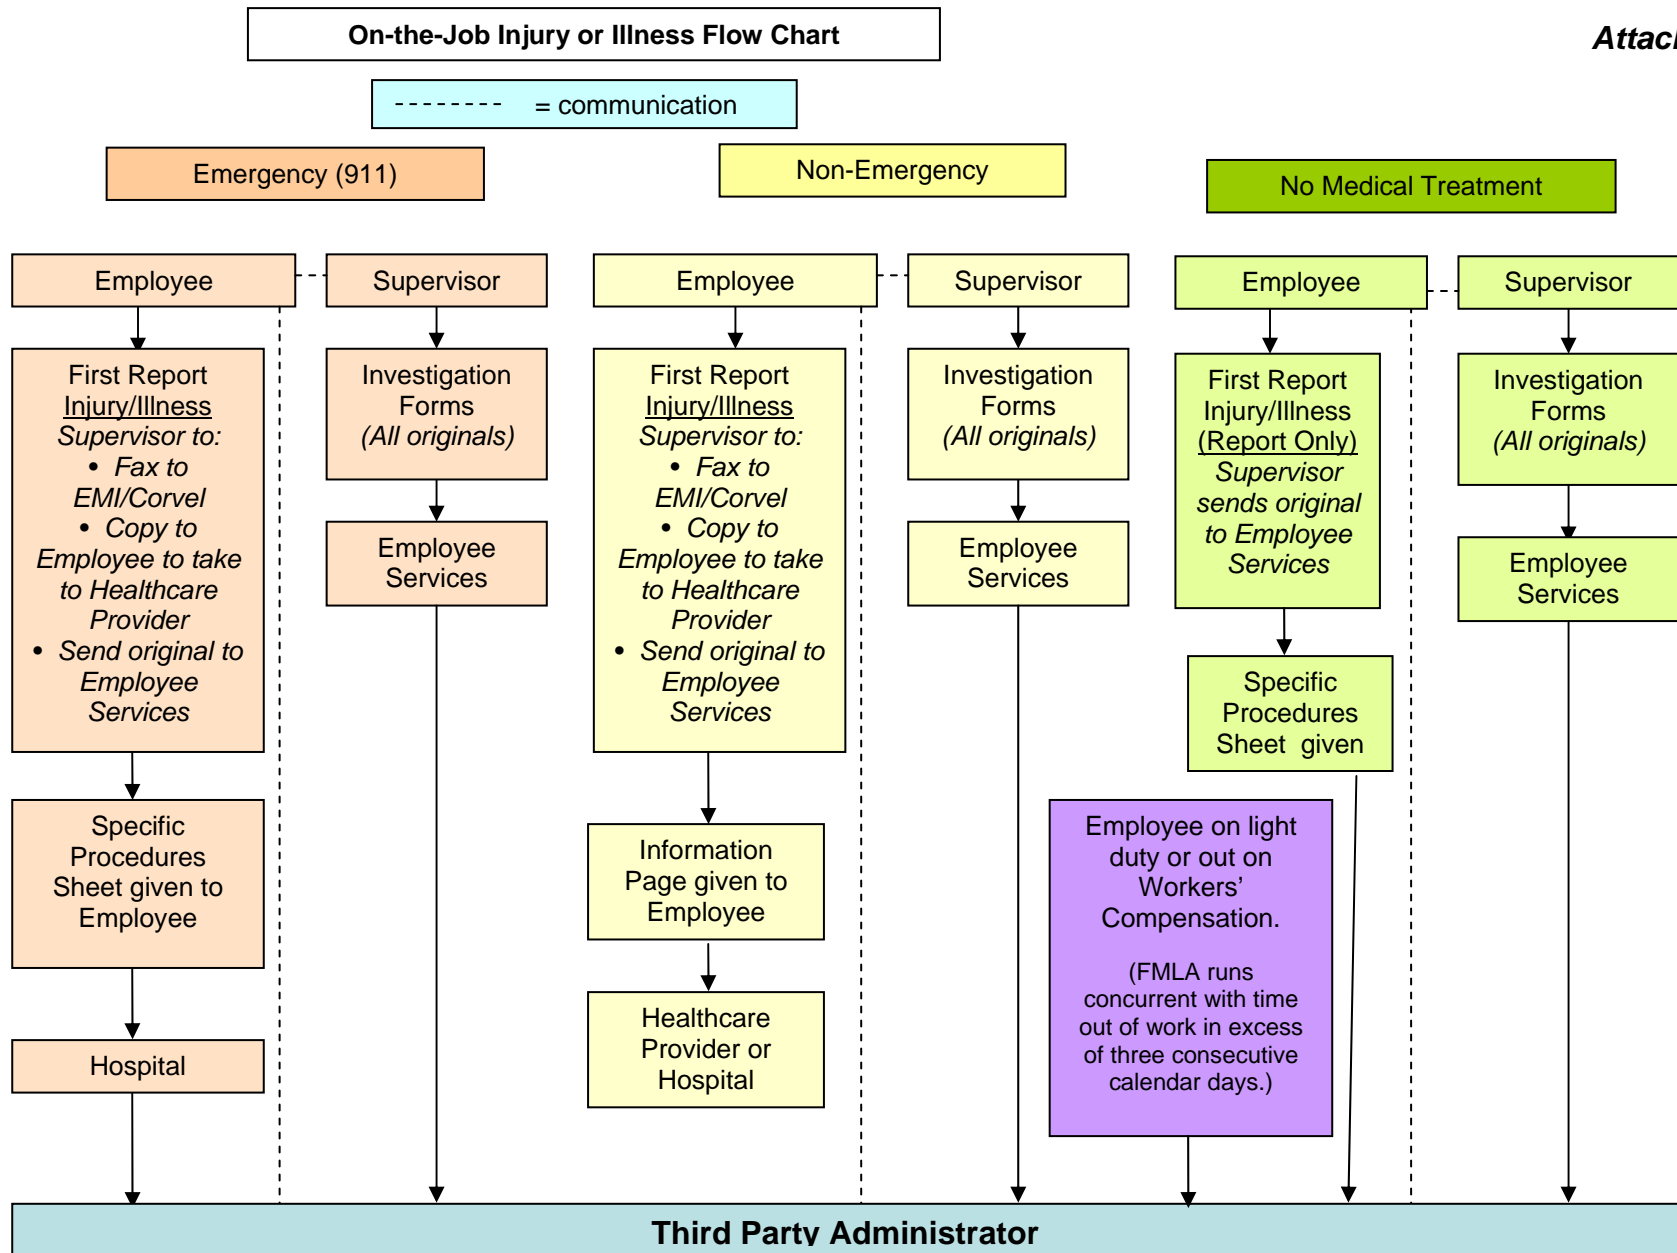 On-the-Job Injury or Illness Flow Chart
-------- = communication
Emergency (911)
Non-Emergency
No Medical Treatment
Employee
First Report
Injury/Illness
Supervisor to:
• Fax to
EMI/Corvel
• Copy to
Employee to take
to Healthcare
Provider
• Send original to
Employee
Services
Specific
Procedures
Sheet given to
Employee
Hospital
Supervisor
Investigation
Forms
(All originals)
Employee
Services
Employee
First Report
Injury/Illness
Supervisor to:
• Fax to
EMI/Corvel
• Copy to
Employee to take
to Healthcare
Provider
• Send original to
Employee
Services
Information
Page given to
Employee
Healthcare
Provider or
Hospital
Supervisor
Investigation
Forms
(All originals)
Employee
Services
Employee
First Report
Injury/Illness
(Report Only)
Supervisor
sends original
to Employee
Services
Specific
Procedures
Sheet given
Employee on light
duty or out on
Workers’
Compensation.
(FMLA runs
concurrent with time
out of work in excess
of three consecutive
calendar days.)
Supervisor
Investigation
Forms
(All originals)
Employee
Services
Third Party Administrator